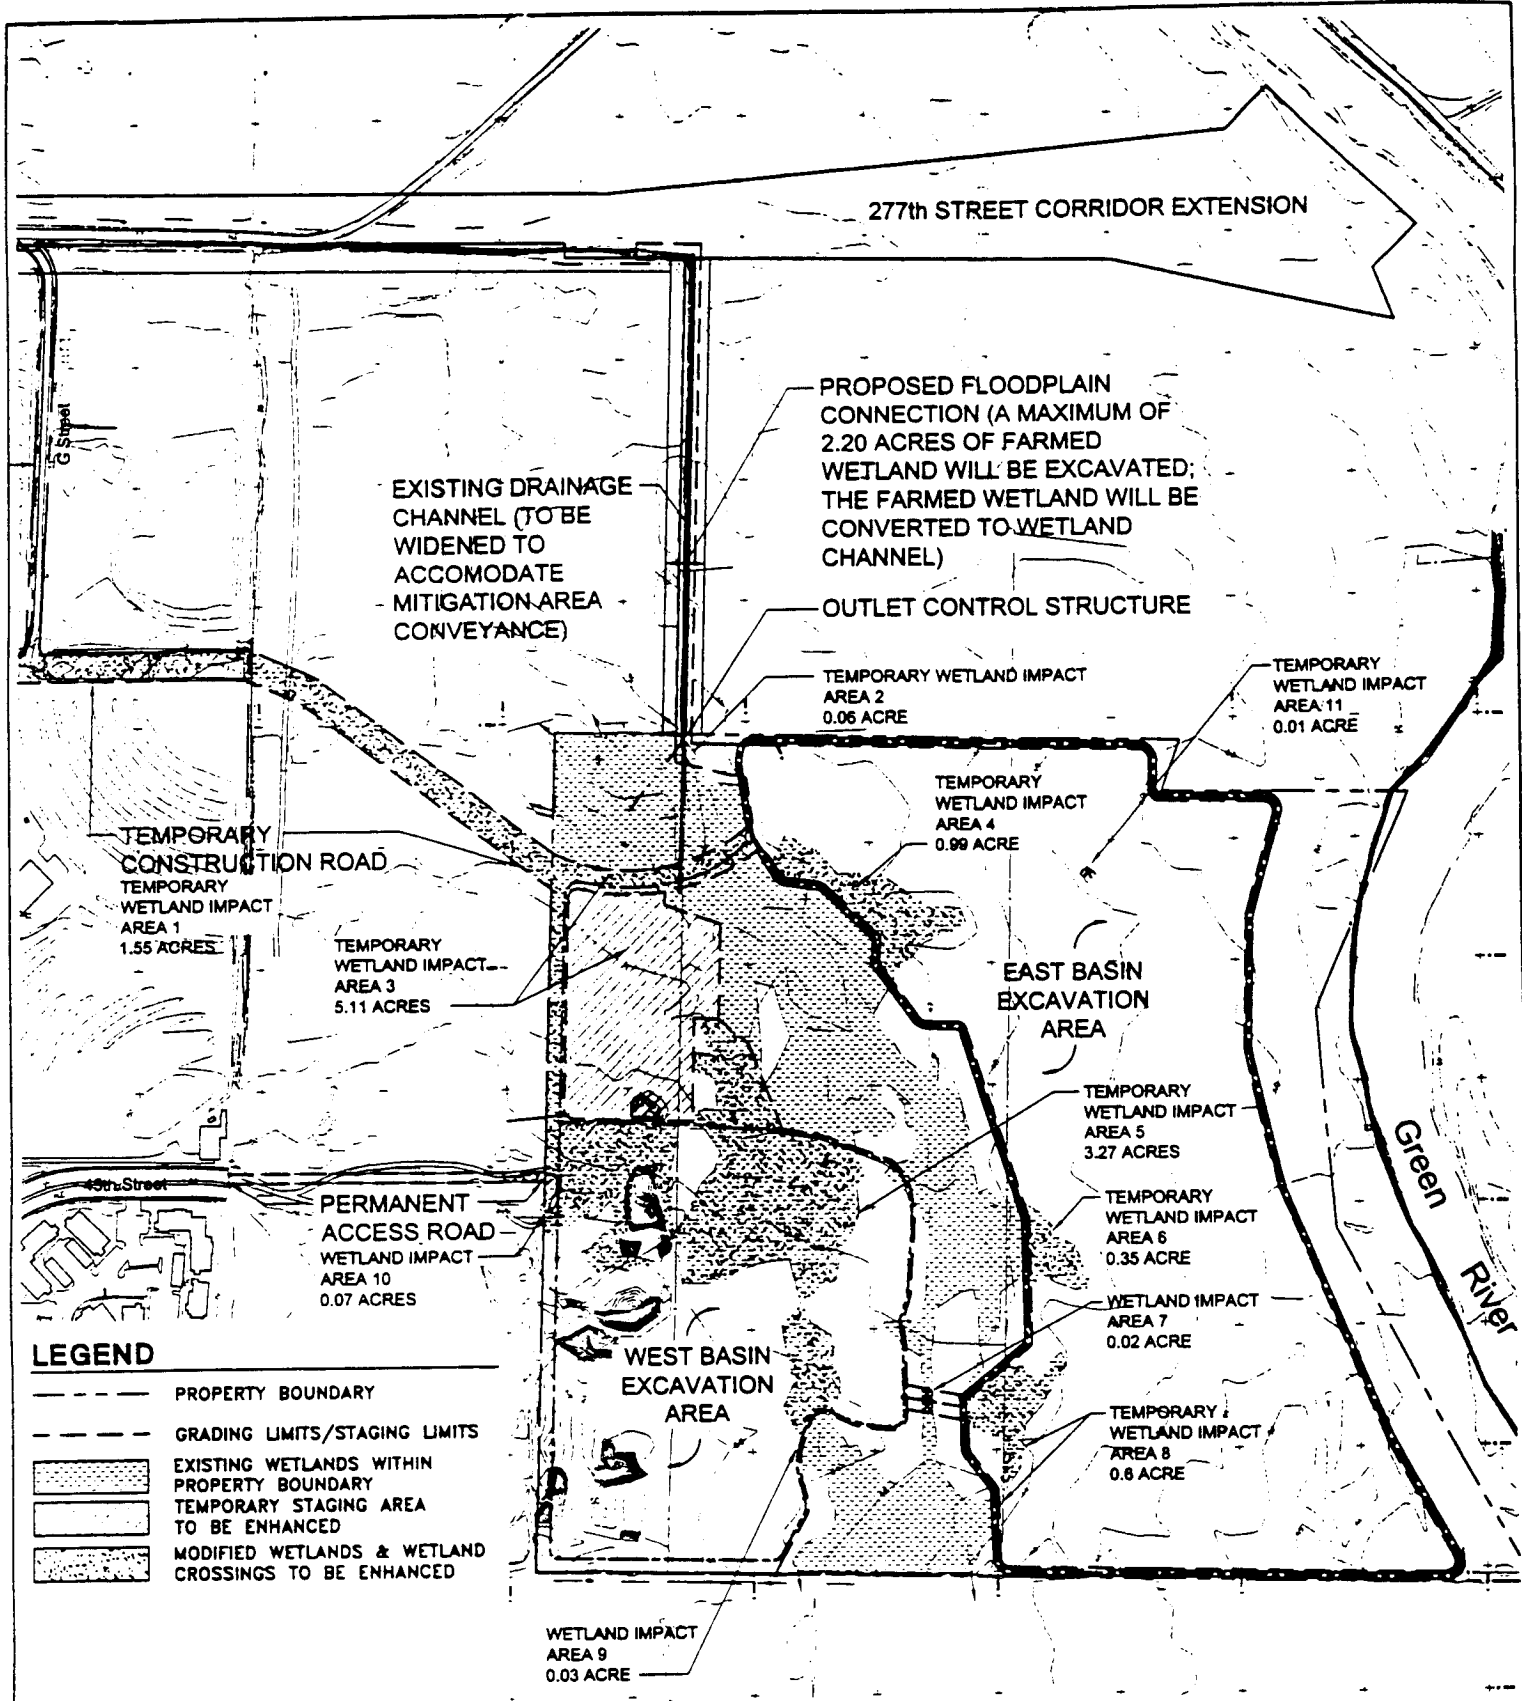 277th STREET CORRIDOR EXTENSION
G Street
PROPOSED FLOODPLAIN
CONNECTION (A MAXIMUM OF
2.20 ACRES OF FARMED
WETLAND WILL BE EXCAVATED;
THE FARMED WETLAND WILL BE
CONVERTED TO WETLAND
CHANNEL)
EXISTING DRAINAGE
CHANNEL (TO BE
WIDENED TO
ACCOMODATE
MITIGATION AREA
CONVEYANCE)
OUTLET CONTROL STRUCTURE
TEMPORARY WETLAND IMPACT
AREA 2
0.06 ACRE
TEMPORARY
WETLAND IMPACT
AREA 11
0.01 ACRE
TEMPORARY
WETLAND IMPACT
AREA 4
0.99 ACRE
TEMPORARY
CONSTRUCTION ROAD
TEMPORARY
WETLAND IMPACT
AREA 1
1.55 ACRES
TEMPORARY
WETLAND IMPACT
AREA 3
5.11 ACRES
EAST BASIN
EXCAVATION
AREA
TEMPORARY
WETLAND IMPACT
AREA 5
3.27 ACRES
Green
River
45th Street
PERMANENT
ACCESS ROAD
WETLAND IMPACT
AREA 10
0.07 ACRES
TEMPORARY
WETLAND IMPACT
AREA 6
0.35 ACRE
WETLAND IMPACT
AREA 7
0.02 ACRE
WEST BASIN
EXCAVATION
AREA
TEMPORARY
WETLAND IMPACT
AREA 8
0.6 ACRE
LEGEND
PROPERTY BOUNDARY
GRADING LIMITS/STAGING LIMITS
EXISTING WETLANDS WITHIN
PROPERTY BOUNDARY
TEMPORARY STAGING AREA
TO BE ENHANCED
MODIFIED WETLANDS & WETLAND
CROSSINGS TO BE ENHANCED
WETLAND IMPACT
AREA 9
0.03 ACRE